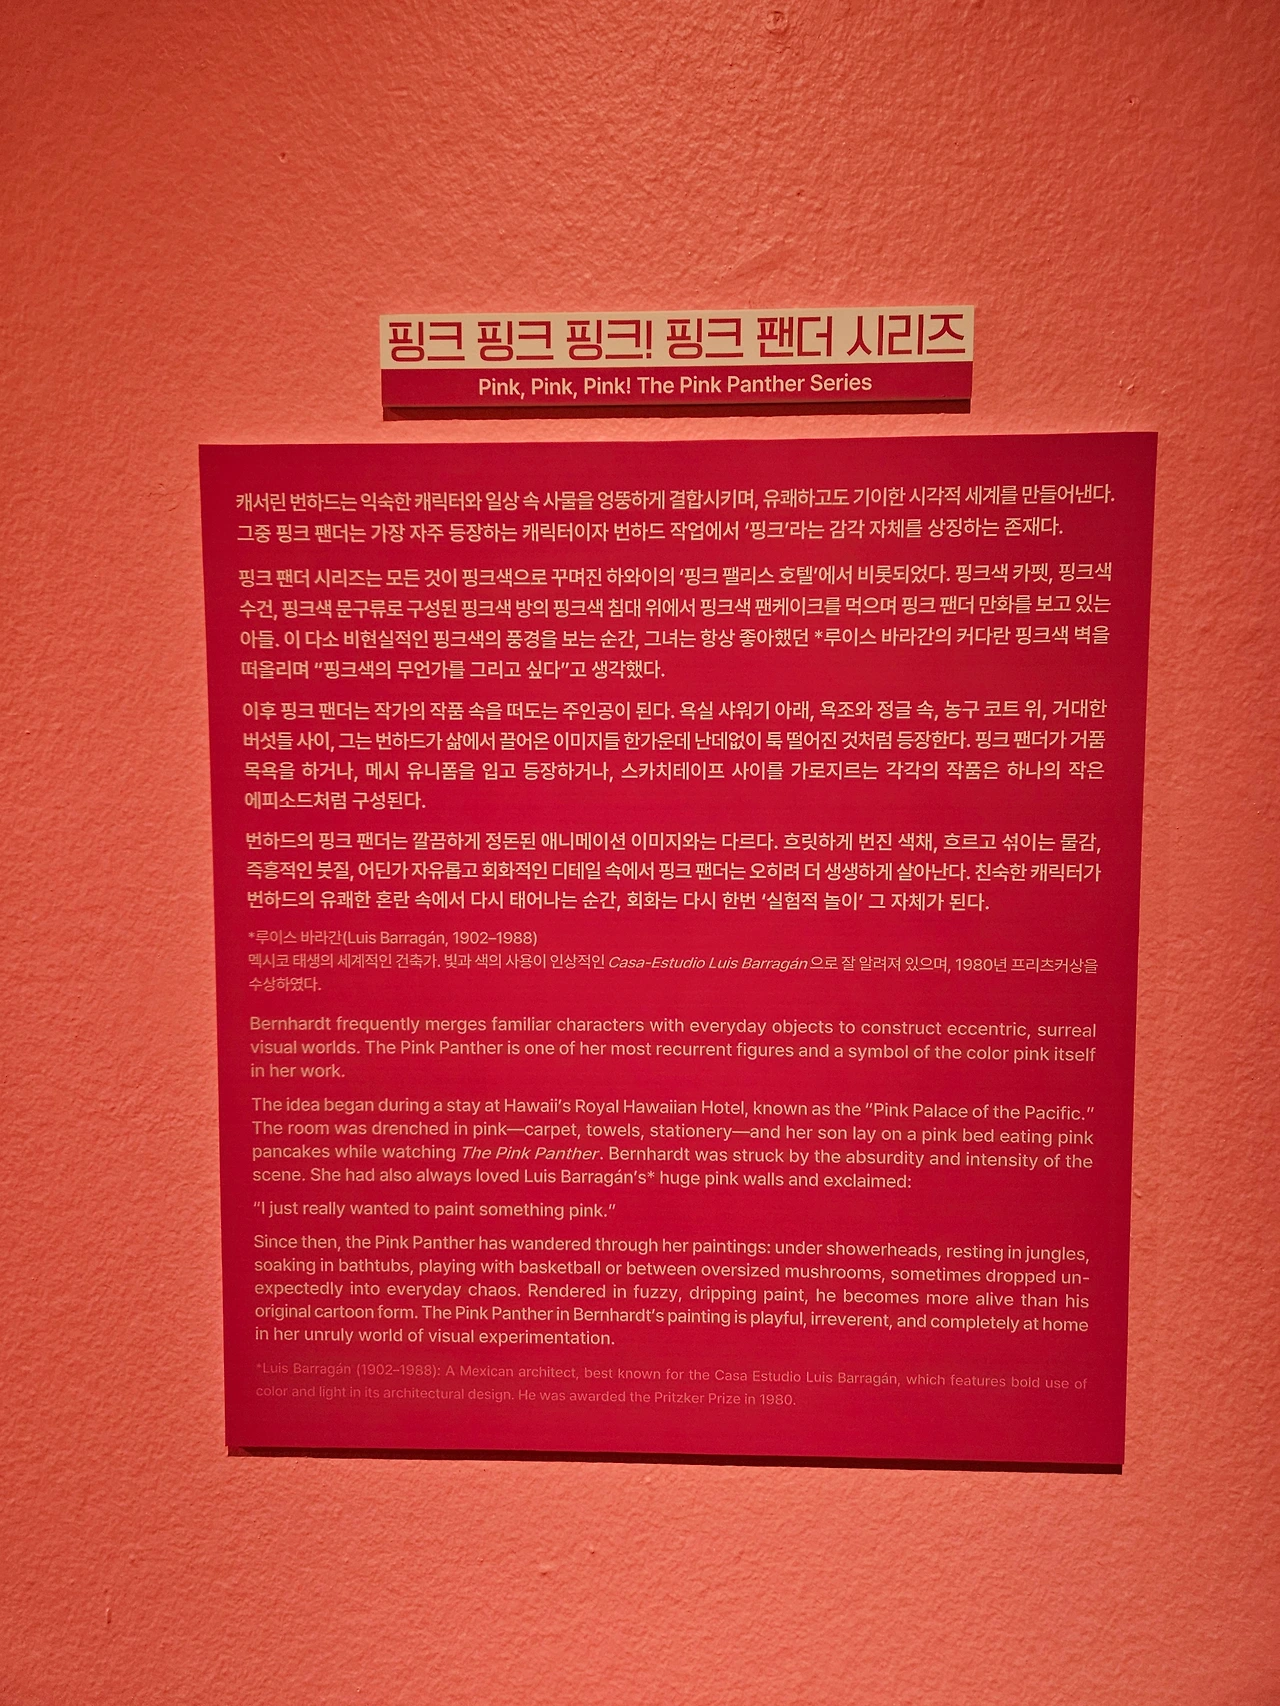 핑크 핑크 핑크! 핑크 팬더 시리즈
Pink, Pink, Pink! The Pink Panther Series
캐서린 번하드는 익숙한 캐릭터와 일상 속 사물을 엉뚱하게 결합시키며, 유쾌하고도 기이한 시각적 세계를 만들어낸다.
그중 핑크 팬더는 가장 자주 등장하는 캐릭터이자 번하드 작업에서 ‘핑크’라는 감각 자체를 상징하는 존재다.
핑크 팬더 시리즈는 모든 것이 핑크색으로 꾸며진 하와이의 ‘핑크 팰리스 호텔’에서 비롯되었다. 핑크색 카펫, 핑크색
수건, 핑크색 문구류로 구성된 핑크색 방의 핑크색 침대 위에서 핑크색 팬케이크를 먹으며 핑크 팬더 만화를 보고 있는
아들. 이 다소 비현실적인 핑크색의 풍경을 보는 순간, 그녀는 항상 좋아했던 *루이스 바라간의 커다란 핑크색 벽을
떠올리며 “핑크색의 무언가를 그리고 싶다”고 생각했다.
이후 핑크 팬더는 작가의 작품 속을 떠도는 주인공이 된다. 욕실 샤워기 아래, 욕조와 정글 속, 농구 코트 위, 거대한
버섯들 사이, 그는 번하드가 삶에서 끌어온 이미지들 한가운데 난데없이 툭 떨어진 것처럼 등장한다. 핑크 팬더가 거품
목욕을 하거나, 메시 유니폼을 입고 등장하거나, 스카치테이프 사이를 가로지르는 각각의 작품은 하나의 작은
에피소드처럼 구성된다.
번하드의 핑크 팬더는 깔끔하게 정돈된 애니메이션 이미지와는 다르다. 흐릿하게 번진 색채, 흐르고 섞이는 물감,
즉흥적인 붓질, 어딘가 자유롭고 회화적인 디테일 속에서 핑크 팬더는 오히려 더 생생하게 살아난다. 친숙한 캐릭터가
번하드의 유쾌한 혼란 속에서 다시 태어나는 순간, 회화는 다시 한번 ‘실험적 놀이’ 그 자체가 된다.
*루이스 바라간(Luis Barragán, 1902–1988)
멕시코 태생의 세계적인 건축가. 빛과 색의 사용이 인상적인 Casa-Estudio Luis Barragán으로 잘 알려져 있으며, 1980년 프리츠커상을
수상하였다.
Bernhardt frequently merges familiar characters with everyday objects to construct eccentric, surreal
visual worlds. The Pink Panther is one of her most recurrent figures and a symbol of the color pink itself
in her work.
The idea began during a stay at Hawaii’s Royal Hawaiian Hotel, known as the “Pink Palace of the Pacific.”
The room was drenched in pink—carpet, towels, stationery—and her son lay on a pink bed eating pink
pancakes while watching The Pink Panther. Bernhardt was struck by the absurdity and intensity of the
scene. She had also always loved Luis Barragán’s* huge pink walls and exclaimed:
“I just really wanted to paint something pink.”
Since then, the Pink Panther has wandered through her paintings: under showerheads, resting in jungles,
soaking in bathtubs, playing with basketball or between oversized mushrooms, sometimes dropped un-
expectedly into everyday chaos. Rendered in fuzzy, dripping paint, he becomes more alive than his
original cartoon form. The Pink Panther in Bernhardt’s painting is playful, irreverent, and completely at home
in her unruly world of visual experimentation.
*Luis Barragán (1902–1988): A Mexican architect, best known for the Casa Estudio Luis Barragán, which features bold use of
color and light in its architectural design. He was awarded the Pritzker Prize in 1980.